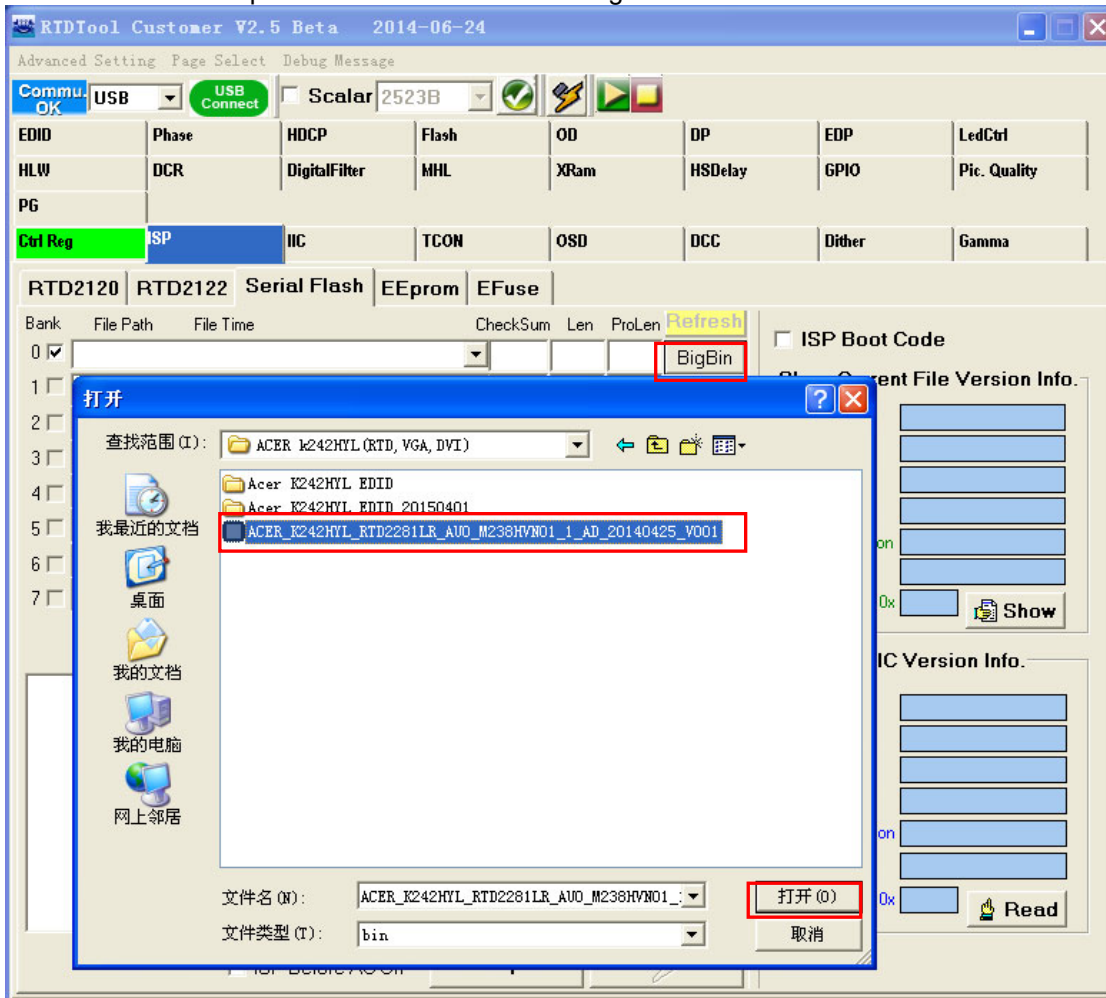 RTDTool Customer V2.5 Beta 2014-06-24
Advanced Setting Page Select Debug Message
Commu. OK USB USB Connect Scalar 2523B
EDID Phase HDCP Flash OD DP EDP LedCtrl
HLW DCR DigitalFilter MHL XRam HSDelay GPIO Pic. Quality
PG
Ctrl Reg ISP IIC TCON OSD DCC Dither Gamma
RTD2120 RTD2122 Serial Flash EEprom EFuse
Bank File Path File Time CheckSum Len ProLen Refresh
0 BigBin
ISP Boot Code
1
File Version Info.
2
3
4
5
6
7
打开
查找范围(I): ACER k242HYL(RTD, VGA, DVI)
Acer K242HYL EDID
Acer K242HYL EDID 20150401
ACER_K242HYL_RTD2281LR_AUO_M238HVN01_1_AD_20140425_V001
我最近的文档
桌面
我的文档
我的电脑
网上邻居
文件名(N): ACER_K242HYL_RTD2281LR_AUO_M238HVN01_
打开(O)
文件类型(T): bin
取消
on
0x Show
IC Version Info.
on
0x Read